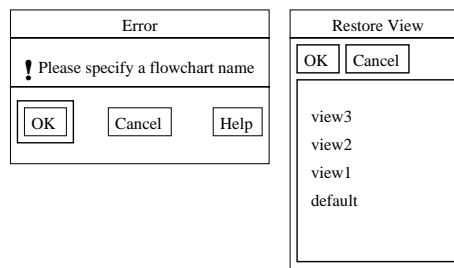 Error
! Please specify a flowchart name
OK Cancel Help
Restore View
OK Cancel
view3
view2
view1
default